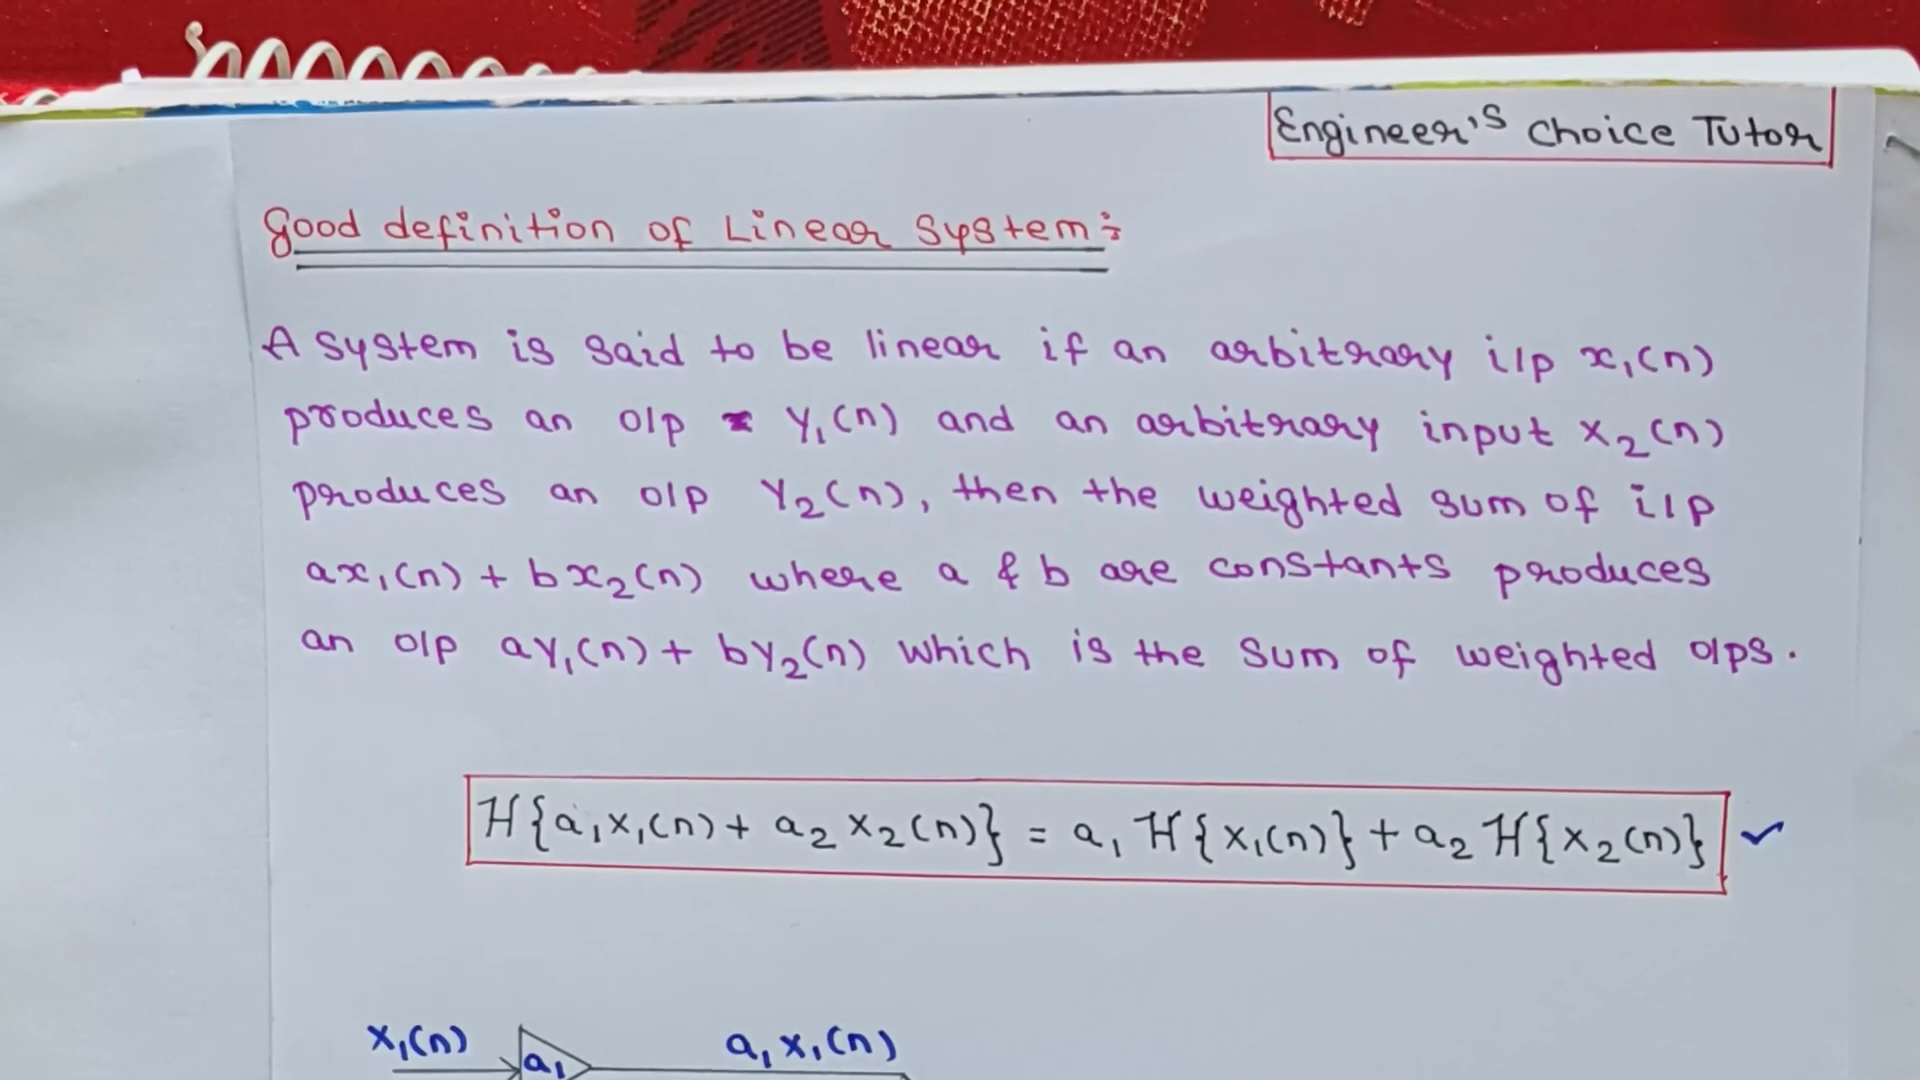 Engineer's Choice Tutor
Good definition of Linear System:
A system is said to be linear if an arbitrary i/p x₁(n)
produces an o/p y₁(n) and an arbitrary input x₂(n)
produces an o/p y₂(n), then the weighted sum of i/p
ax₁(n) + bx₂(n) where a & b are constants produces
an o/p ay₁(n) + by₂(n) which is the sum of weighted o/ps.
H{a₁x₁(n) + a₂x₂(n)} = a₁ H{x₁(n)} + a₂ H{x₂(n)}
x₁(n) a₁ a₁x₁(n)